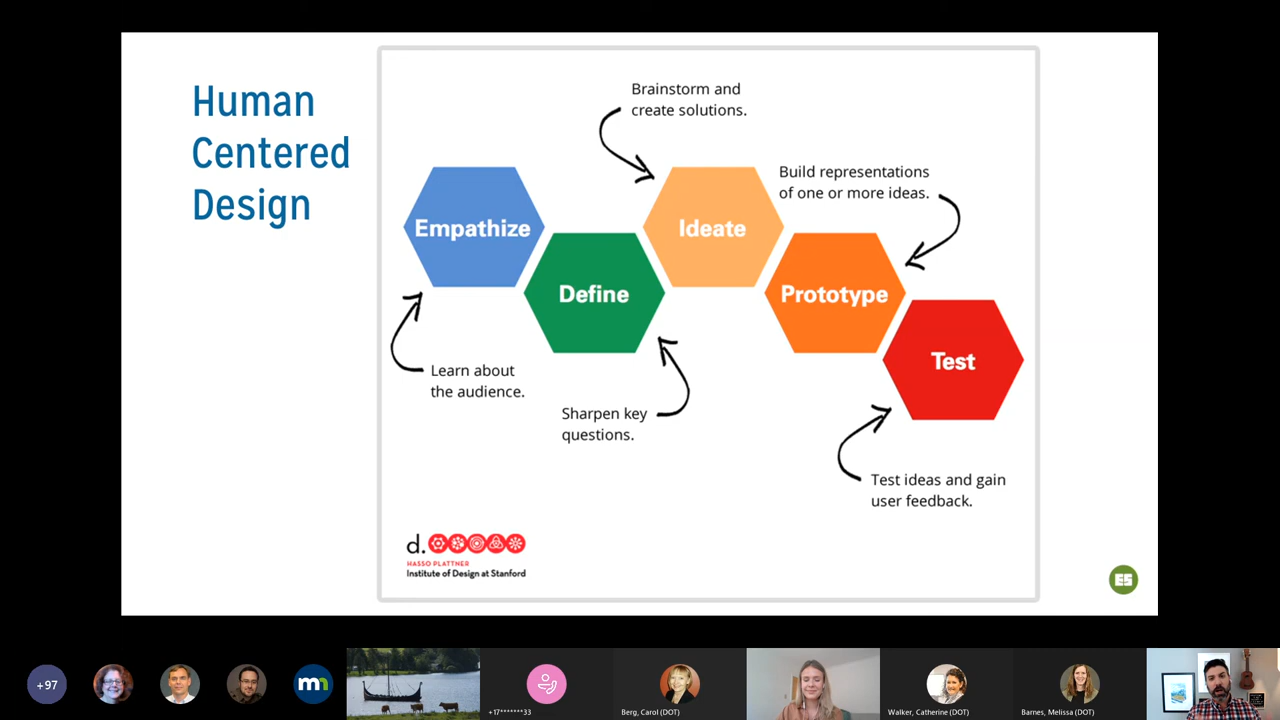 Human
Centered
Design
Brainstorm and
create solutions.
Build representations
of one or more ideas.
Empathize
Ideate
Define
Prototype
Test
Learn about
the audience.
Sharpen key
questions.
Test ideas and gain
user feedback.
d.
HASSO PLATTNER
Institute of Design at Stanford
ES
+97
mn
+17*******33
Berg, Carol (DOT)
Walker, Catherine (DOT)
Barnes, Melissa (DOT)